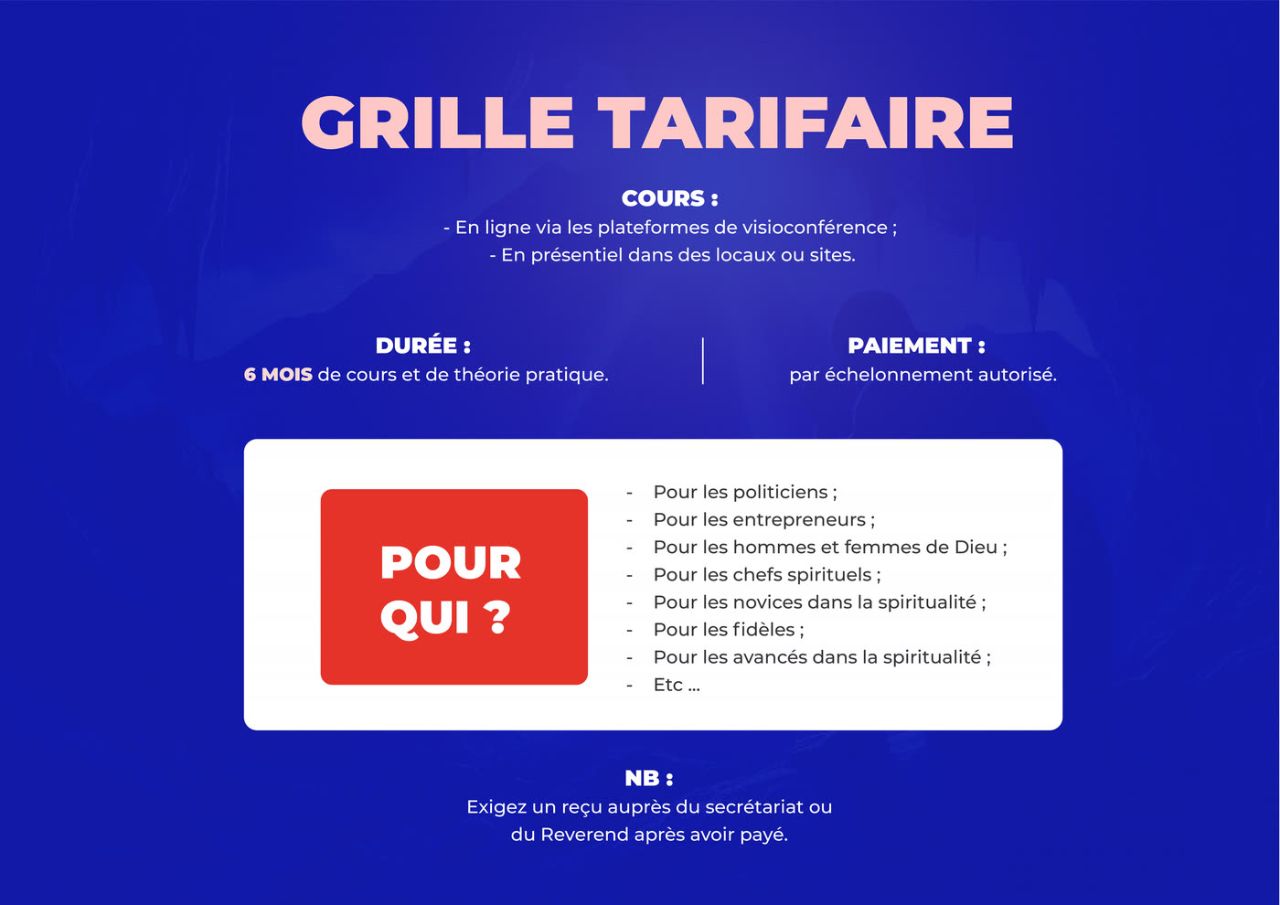 GRILLE TARIFAIRE
COURS :
- En ligne via les plateformes de visioconférence ;
- En présentiel dans des locaux ou sites.
DURÉE :
6 MOIS de cours et de théorie pratique.
PAIEMENT :
par échelonnement autorisé.
POUR
QUI ?
- Pour les politiciens ;
- Pour les entrepreneurs ;
- Pour les hommes et femmes de Dieu ;
- Pour les chefs spirituels ;
- Pour les novices dans la spiritualité ;
- Pour les fidèles ;
- Pour les avancés dans la spiritualité ;
- Etc ...
NB :
Exigez un reçu auprès du secrétariat ou
du Reverend après avoir payé.